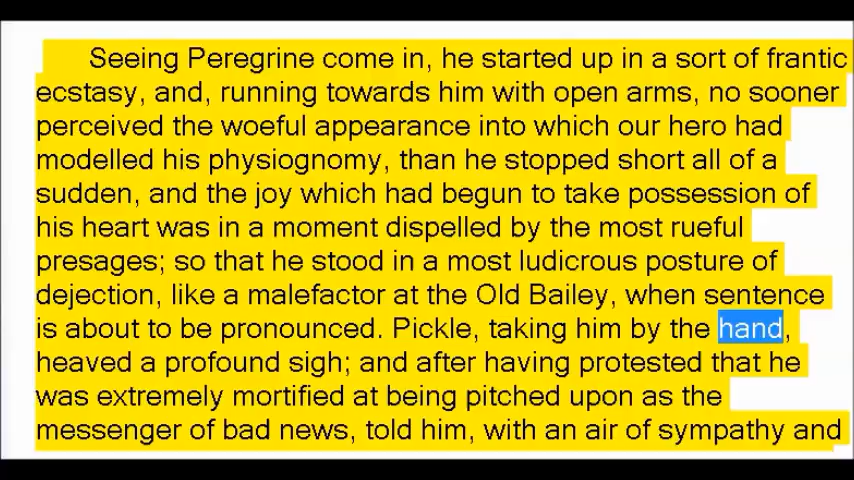 Seeing Peregrine come in, he started up in a sort of frantic
ecstasy, and, running towards him with open arms, no sooner
perceived the woeful appearance into which our hero had
modelled his physiognomy, than he stopped short all of a
sudden, and the joy which had begun to take possession of
his heart was in a moment dispelled by the most rueful
presages; so that he stood in a most ludicrous posture of
dejection, like a malefactor at the Old Bailey, when sentence
is about to be pronounced. Pickle, taking him by the hand,
heaved a profound sigh; and after having protested that he
was extremely mortified at being pitched upon as the
messenger of bad news, told him, with an air of sympathy and